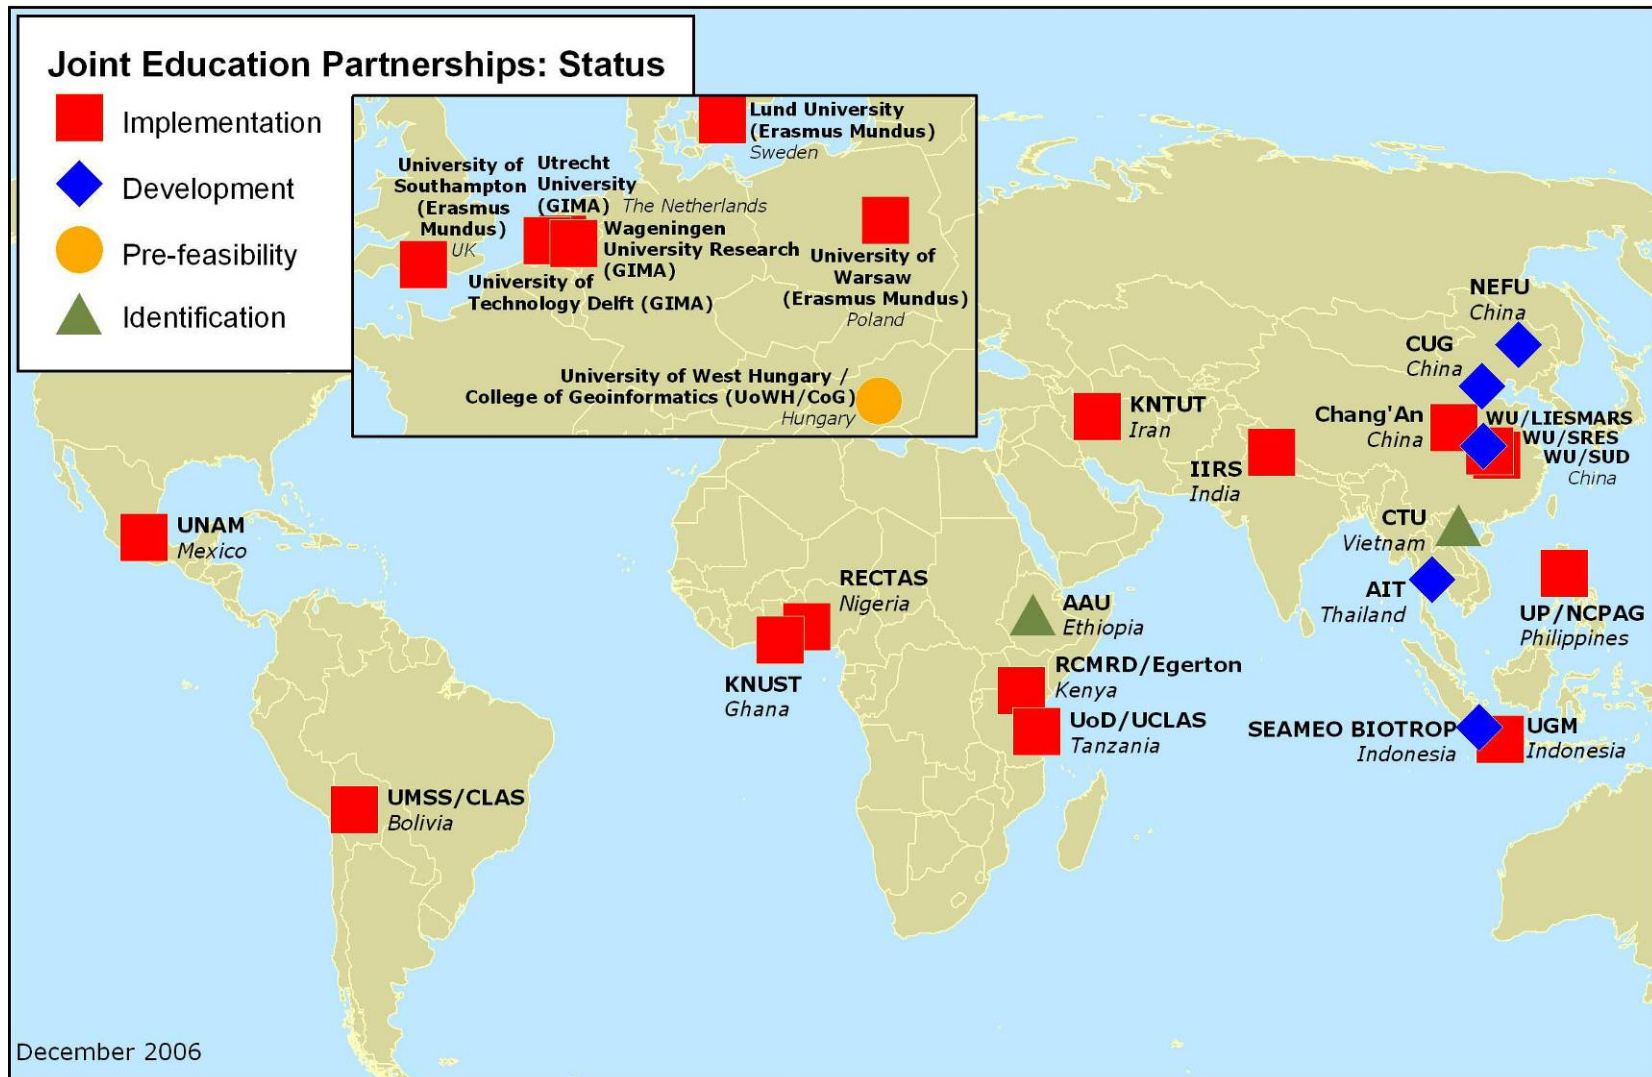 Joint Education Partnerships: Status
Implementation
Development
Pre-feasibility
Identification
Lund University
(Erasmus Mundus)
Sweden
University of
Southampton
(Erasmus
Mundus)
UK
Utrecht
University
(GIMA)
The Netherlands
Wageningen
University Research
(GIMA)
University of
Technology Delft (GIMA)
University of
Warsaw
(Erasmus Mundus)
Poland
University of West Hungary /
College of Geoinformatics (UoWH/CoG)
Hungary
NEFU
China
CUG
China
Chang'An
China
WU/LIESMARS
WU/SRES
WU/SUD
China
KNTUT
Iran
IIRS
India
CTU
Vietnam
AIT
Thailand
UP/NCPAG
Philippines
UNAM
Mexico
RECTAS
Nigeria
KNUST
Ghana
AAU
Ethiopia
RCMRD/Egerton
Kenya
UoD/UCLAS
Tanzania
SEAMEO BIOTROP
Indonesia
UGM
Indonesia
UMSS/CLAS
Bolivia
December 2006